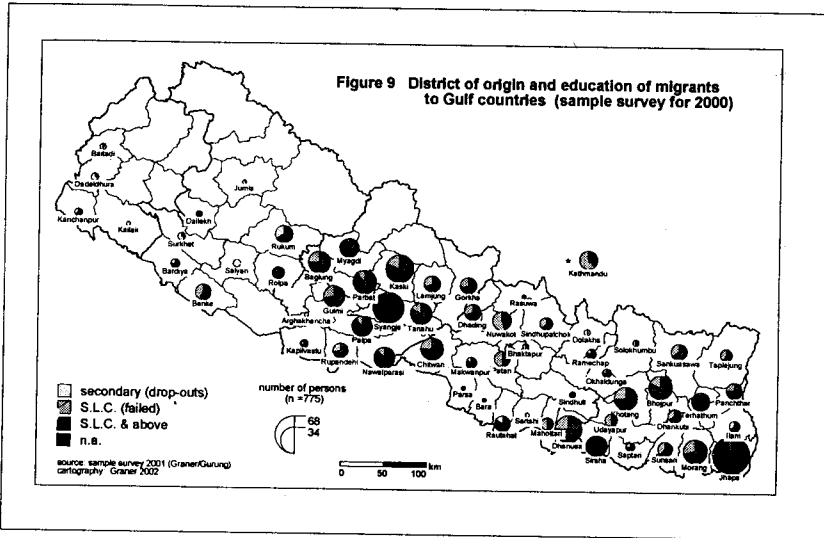 Figure 9 District of origin and education of migrants
to Gulf countries (sample survey for 2000)
Baitadi
Dadeldhura
Jumla
Kanchanpur
Kailali
Dailekh
Surkhet
Rukum
Bardiya
Salyan
Rolpa
Banke
Myagdi
Baglung
Parbat
Kaski
Lamjung
Gorkha
Gulmi
Syangja
Tanahu
Dhading
Arghakhancha
Palpa
Kapilvastu
Rupandehi
Nawalparasi
Chitwan
*
Kathmandu
Rasuwa
Nuwakot
Sindhupalchok
Dolakha
Solokhumbu
Sankuasawa
Taplejung
Bhaktapur
Ramechap
Makwanpur
Patan
Okhaldunga
Panchthar
Parsa
Bara
Sindhuli
Khotang
Bhojpur
Terhathum
Dhankuta
Rautahat
Sarlahi
Mahottari
Dhanusa
Udayapur
Ilam
Siraha
Saptari
Sunsari
Morang
Jhapa
secondary (drop-outs)
S.L.C. (failed)
S.L.C. & above
n.a.
number of persons
(n =775)
68
34
source: sample survey 2001 (Graner/Gurung)
cartography Graner 2002
0 50 100 km